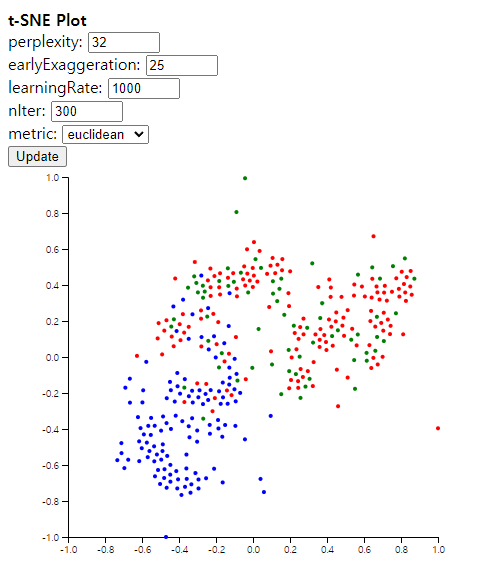 t-SNE Plot
perplexity: 32
earlyExaggeration: 25
learningRate: 1000
nIter: 300
metric: euclidean
Update
1.0
0.8
0.6
0.4
0.2
0.0
-0.2
-0.4
-0.6
-0.8
-1.0
-1.0 -0.8 -0.6 -0.4 -0.2 0.0 0.2 0.4 0.6 0.8 1.0